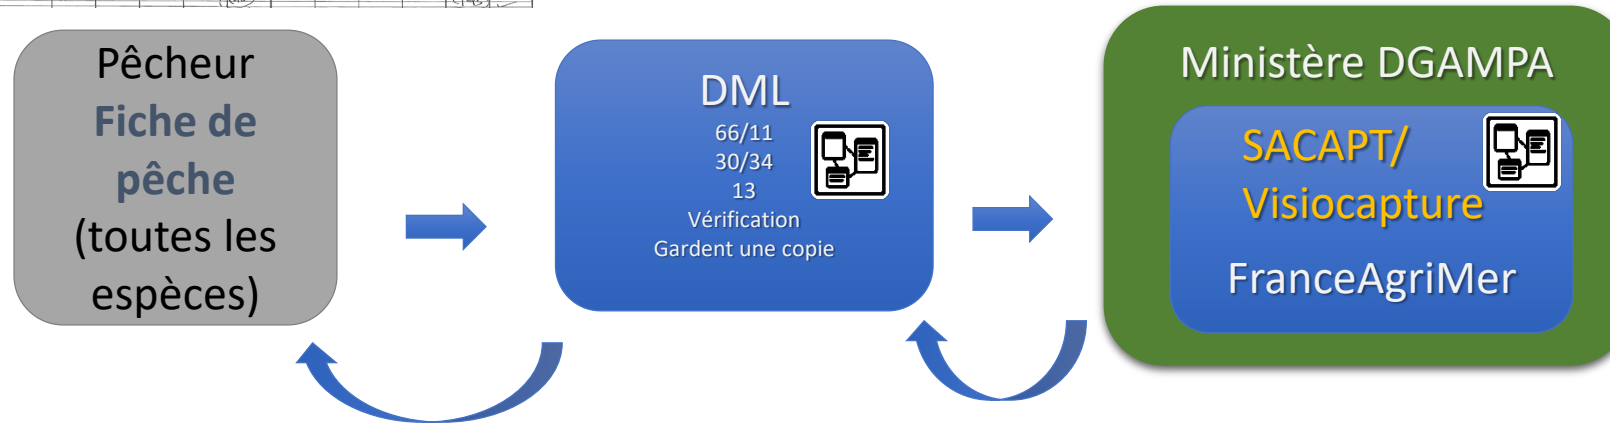 Pêcheur
Fiche de
pêche
(toutes les
espèces)
DML
66/11
30/34
13
Vérification
Gardent une copie
Ministère DGAMPA
SACAPT/
Visiocapture
FranceAgriMer